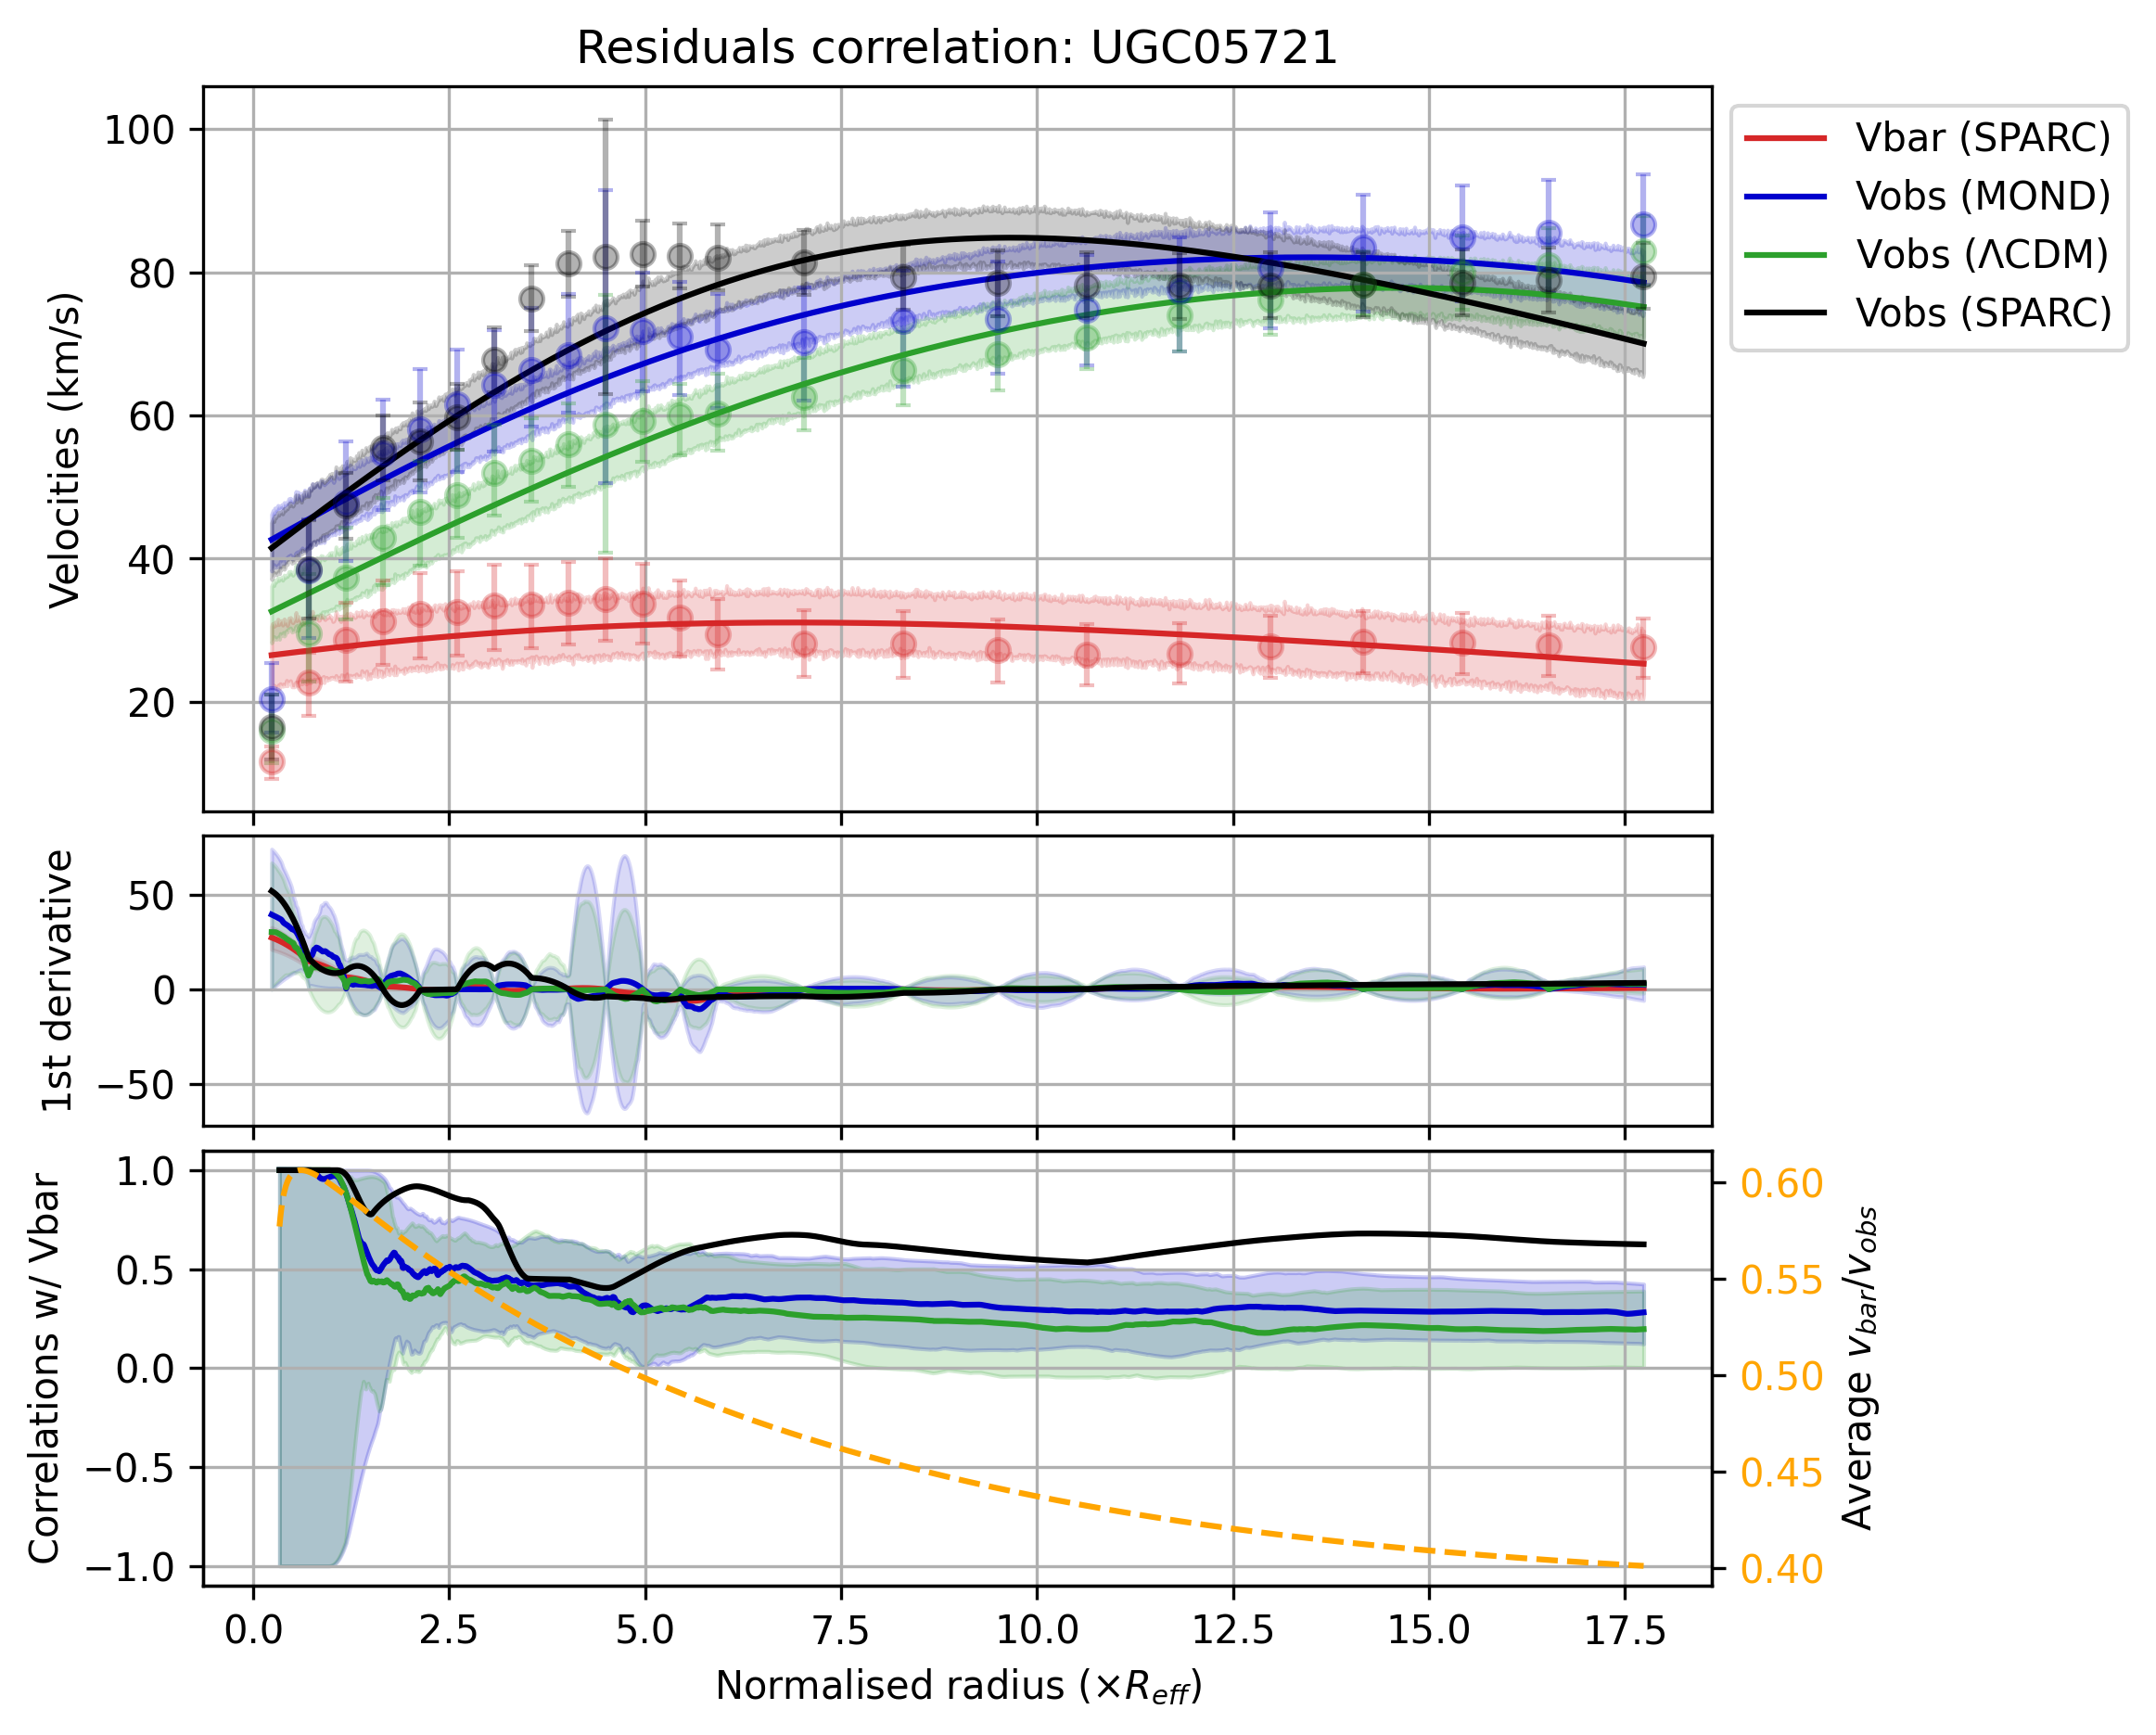 Residuals correlation: UGC05721
100
80
60
40
20
Velocities (km/s)
Vbar (SPARC)
Vobs (MOND)
Vobs (ΛCDM)
Vobs (SPARC)
50
0
−50
1st derivative
1.0
0.5
0.0
−0.5
−1.0
Correlations w/ Vbar
0.60
0.55
0.50
0.45
0.40
Average v_bar/v_obs
0.0 2.5 5.0 7.5 10.0 12.5 15.0 17.5
Normalised radius (×R_eff)